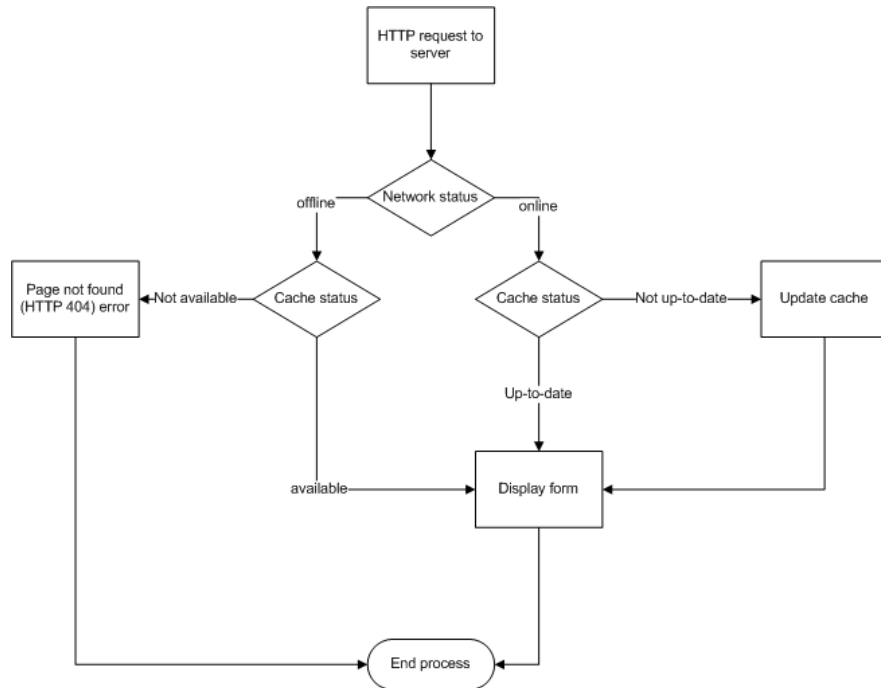 HTTP request to
server
Network status
offline
online
Page not found
(HTTP 404) error
Not available
Cache status
Cache status
Not up-to-date
Update cache
Up-to-date
available
Display form
End process